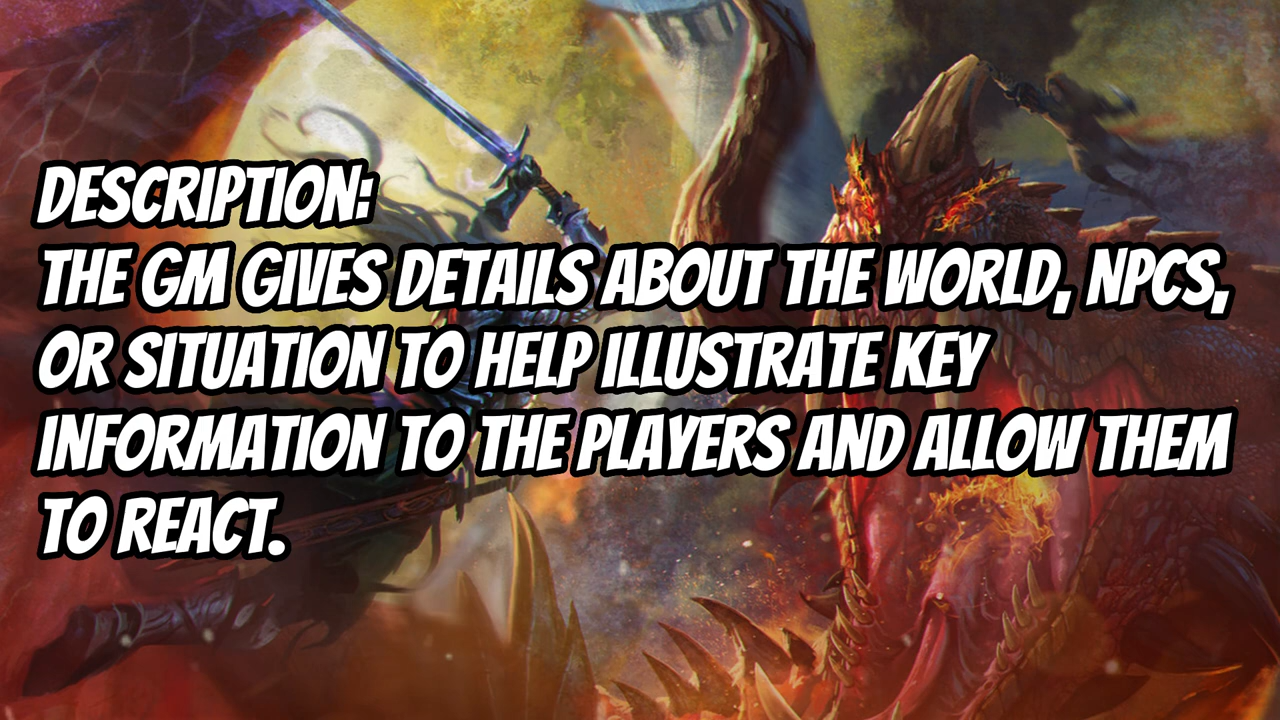 DESCRIPTION:
THE GM GIVES DETAILS ABOUT THE WORLD, NPCS,
OR SITUATION TO HELP ILLUSTRATE KEY
INFORMATION TO THE PLAYERS AND ALLOW THEM
TO REACT.